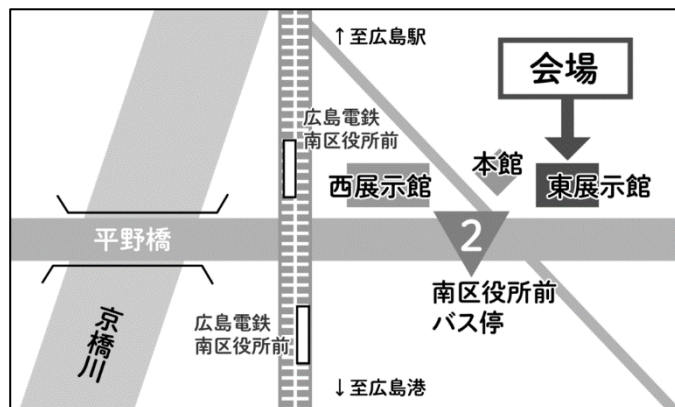 ↑至広島駅
会場
広島電鉄
南区役所前
本館
西展示館
東展示館
平野橋
2
南区役所前
バス停
京橋川
広島電鉄
南区役所前
↓至広島港